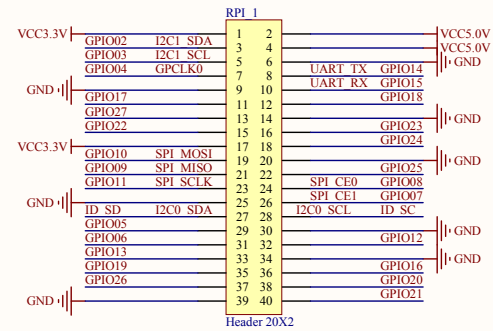 RPI_1
VCC3.3V 1 2 VCC5.0V
GPIO02 I2C1_SDA 3 4 VCC5.0V
GPIO03 I2C1_SCL 5 6 GND
GPIO04 GPCLK0 7 8 UART_TX GPIO14
GND 9 10 UART_RX GPIO15
GPIO17 11 12 GPIO18
GPIO27 13 14 GND
GPIO22 15 16 GPIO23
VCC3.3V 17 18 GPIO24
GPIO10 SPI_MOSI 19 20 GND
GPIO09 SPI_MISO 21 22 GPIO25
GPIO11 SPI_SCLK 23 24 SPI_CE0 GPIO08
GND 25 26 SPI_CE1 GPIO07
ID_SD I2C0_SDA 27 28 I2C0_SCL ID_SC
GPIO05 29 30 GND
GPIO06 31 32 GPIO12
GPIO13 33 34 GND
GPIO19 35 36 GPIO16
GPIO26 37 38 GPIO20
GND 39 40 GPIO21
Header 20X2